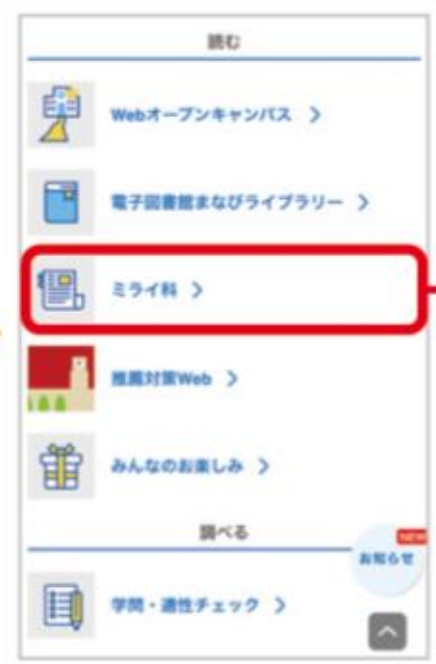 読む
Webオープンキャンパス >
電子図書館まなびライブラリー >
ミライ科 >
推薦対策Web >
みんなのお楽しみ >
調べる
NEW
お知らせ
学問・適性チェック >